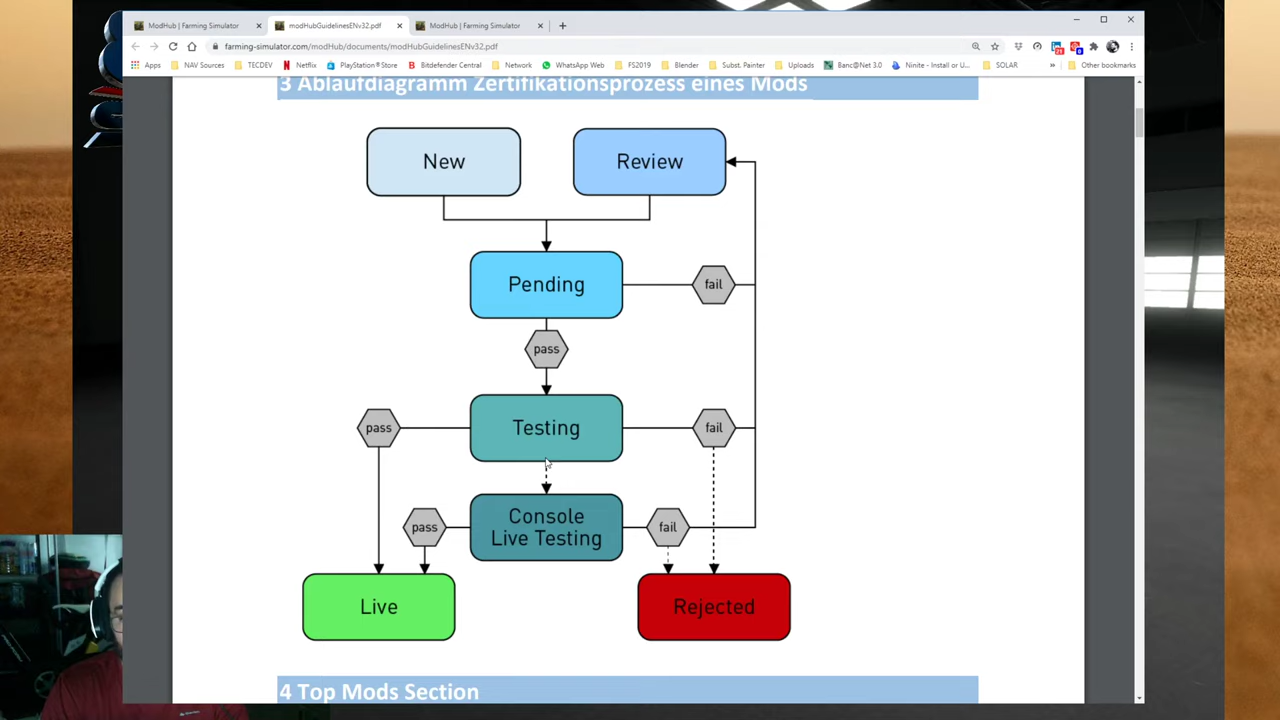 ModHub | Farming Simulator
modHubGuidelinesENv32.pdf
ModHub | Farming Simulator
farming-simulator.com/modHub/documents/modHubGuidelinesENv32.pdf
Apps
NAV Sources
TECDEV
Netflix
PlayStation®Store
Bitdefender Central
Network
WhatsApp Web
FS2019
Blender
Subst. Painter
Uploads
Banc@Net 3.0
Ninite - Install or U...
SOLAR
»
Other bookmarks
3 Ablaufdiagramm Zertifikationsprozess eines Mods
New
Review
Pending
fail
pass
pass
Testing
fail
pass
Console
Live Testing
fail
Live
Rejected
4 Top Mods Section